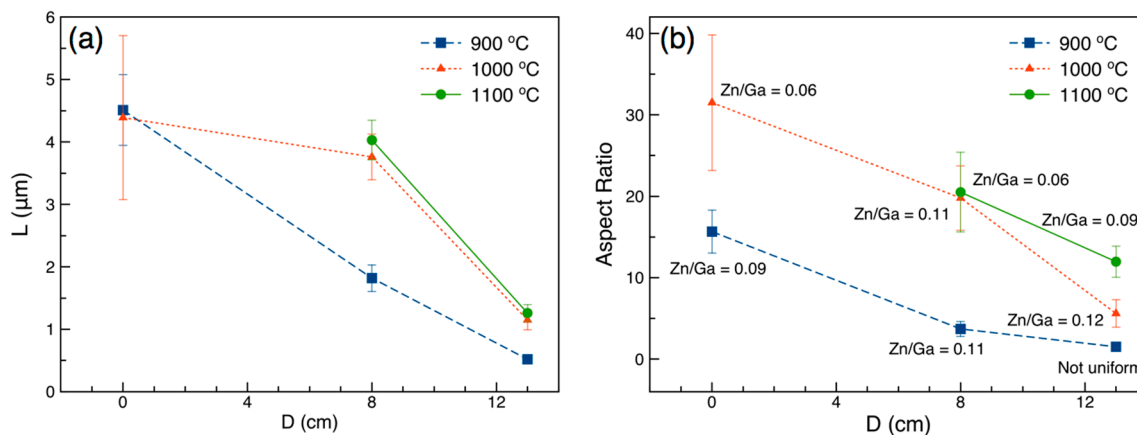 (a)
900 °C
1000 °C
1100 °C
6
5
4
3
2
1
0
L (μm)
0
4
8
12
D (cm)
(b)
900 °C
1000 °C
1100 °C
40
30
20
10
0
Aspect Ratio
Zn/Ga = 0.06
Zn/Ga = 0.06
Zn/Ga = 0.11
Zn/Ga = 0.09
Zn/Ga = 0.09
Zn/Ga = 0.12
Zn/Ga = 0.11
Not uniform
0
4
8
12
D (cm)